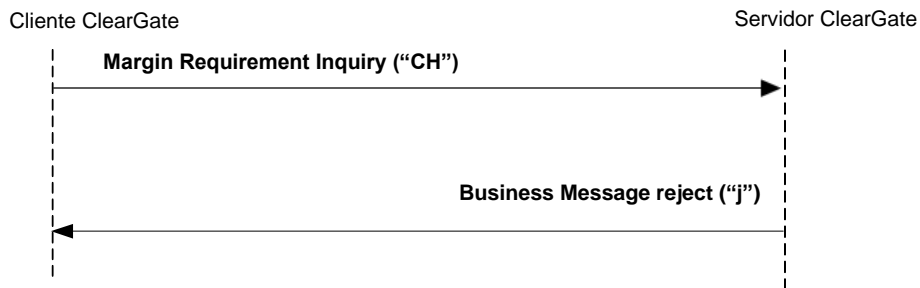 Cliente ClearGate
Servidor ClearGate
Margin Requirement Inquiry (“CH”)
Business Message reject (“j”)